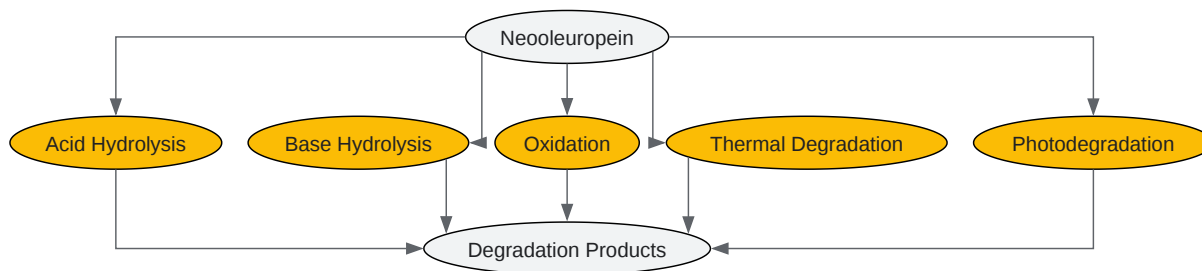 Neooleuropein
Acid Hydrolysis
Base Hydrolysis
Oxidation
Thermal Degradation
Photodegradation
Degradation Products